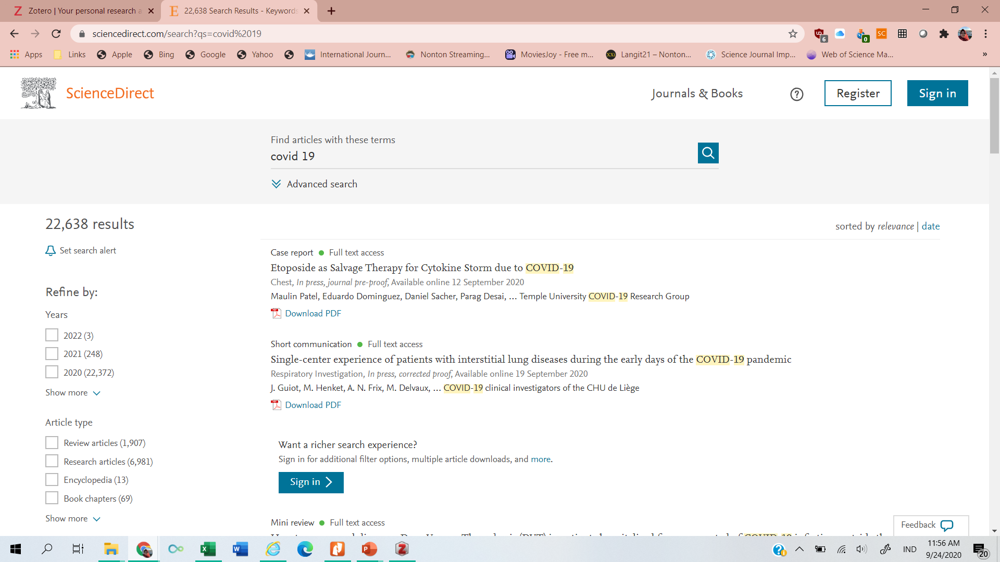 Zotero | Your personal research a
22,638 Search Results - Keywords
sciencedirect.com/search?qs=covid%2019
6
0
SC
Apps
Links
Apple
Bing
Google
Yahoo
International Journ...
Nonton Streaming...
MoviesJoy - Free m...
Langit21 – Nonton...
Science Journal Imp...
Web of Science Ma...
»
ScienceDirect
Journals & Books
?
Register
Sign in
Find articles with these terms
covid 19
Advanced search
22,638 results
sorted by relevance | date
Set search alert
Refine by:
Years
2022 (3)
2021 (248)
2020 (22,372)
Show more
Article type
Review articles (1,907)
Research articles (6,981)
Encyclopedia (13)
Book chapters (69)
Show more
Case report ● Full text access
Etoposide as Salvage Therapy for Cytokine Storm due to COVID-19
Chest, In press, journal pre-proof, Available online 12 September 2020
Maulin Patel, Eduardo Dominguez, Daniel Sacher, Parag Desai, ... Temple University COVID-19 Research Group
Download PDF
Short communication ● Full text access
Single-center experience of patients with interstitial lung diseases during the early days of the COVID-19 pandemic
Respiratory Investigation, In press, corrected proof, Available online 19 September 2020
J. Guiot, M. Henket, A. N. Frix, M. Delvaux, ... COVID-19 clinical investigators of the CHU de Liège
Download PDF
Want a richer search experience?
Sign in for additional filter options, multiple article downloads, and more.
Sign in
Mini review ● Full text access
Feedback
IND
11:56 AM
9/24/2020
20